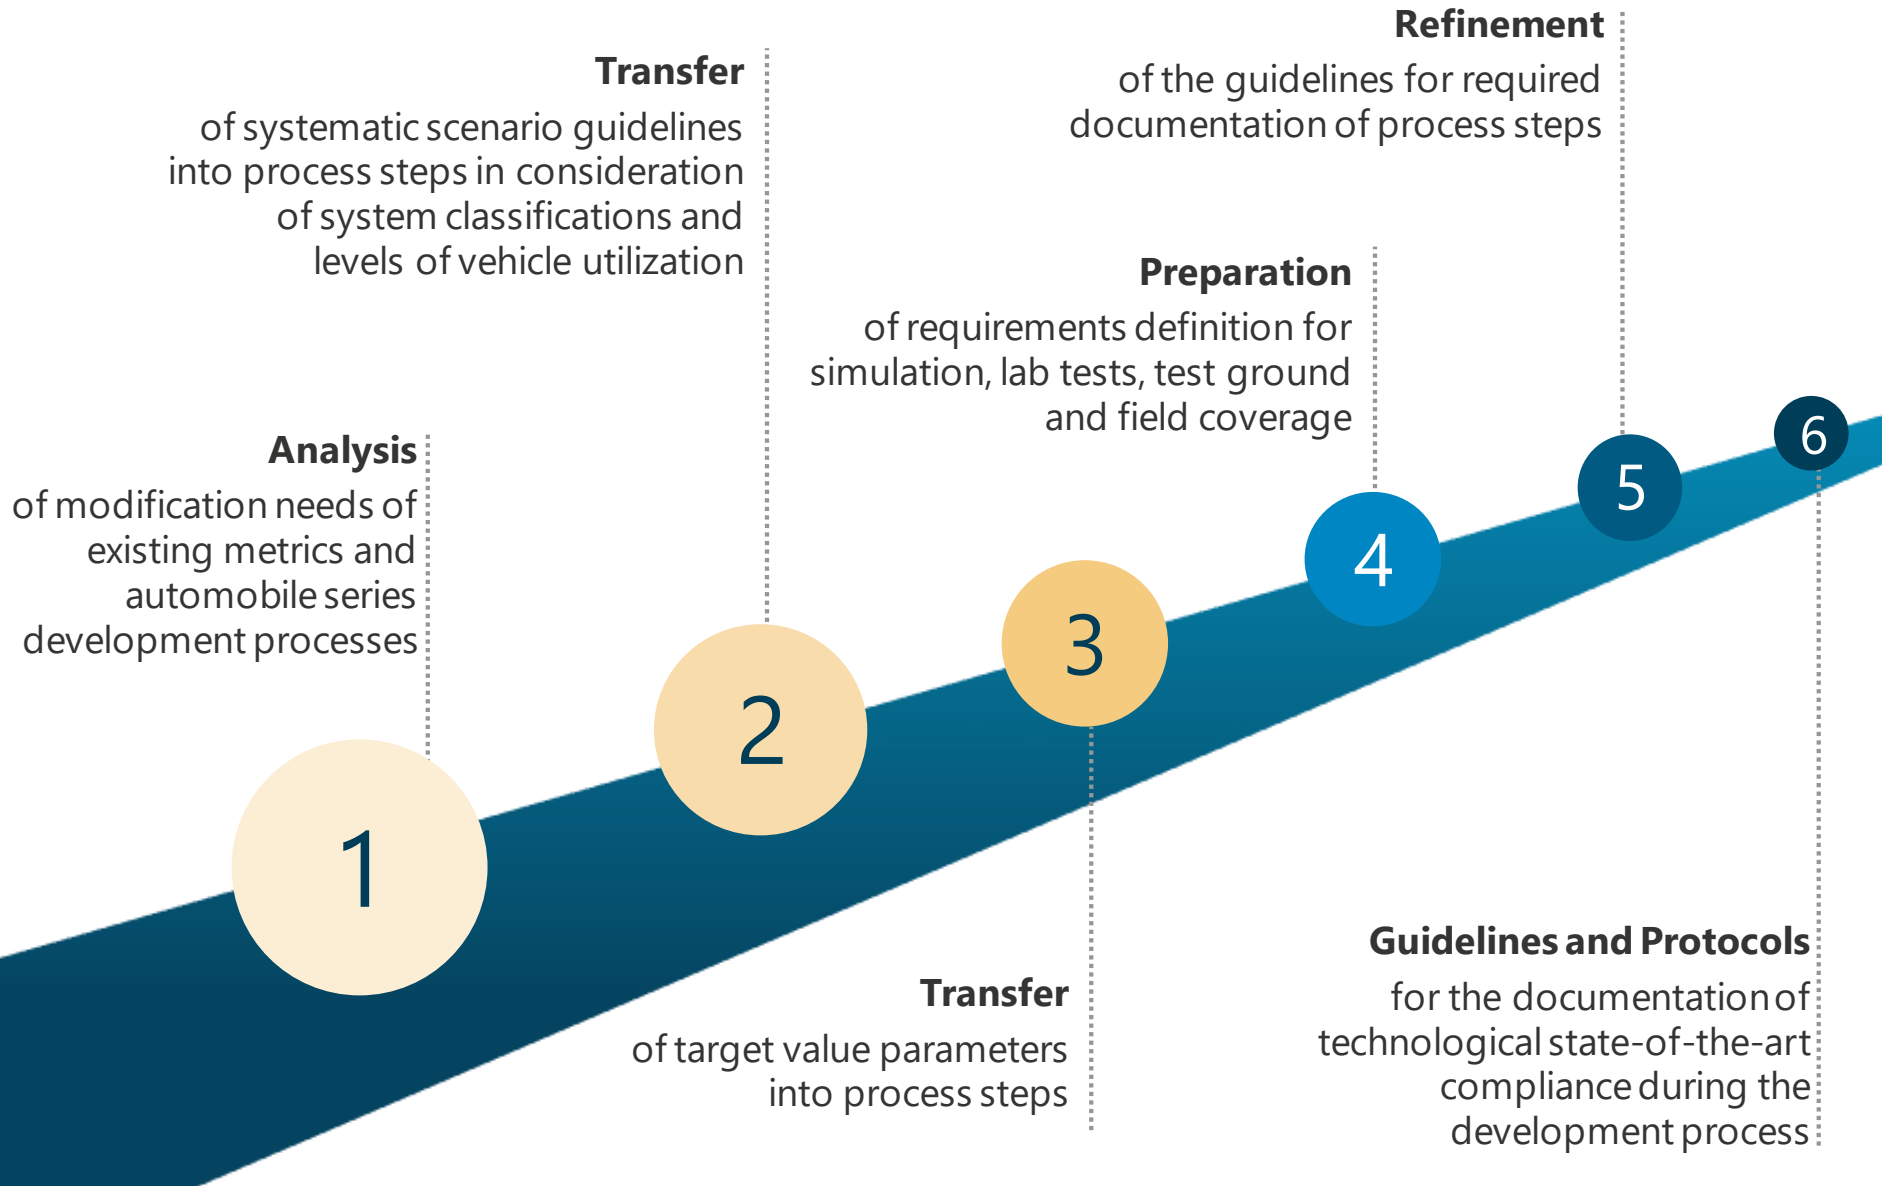 Analysis
of modification needs of
existing metrics and
automobile series
development processes
1
Transfer
of systematic scenario guidelines
into process steps in consideration
of system classifications and
levels of vehicle utilization
2
3
Transfer
of target value parameters
into process steps
Preparation
of requirements definition for
simulation, lab tests, test ground
and field coverage
4
Refinement
of the guidelines for required
documentation of process steps
5
6
Guidelines and Protocols
for the documentation of
technological state-of-the-art
compliance during the
development process